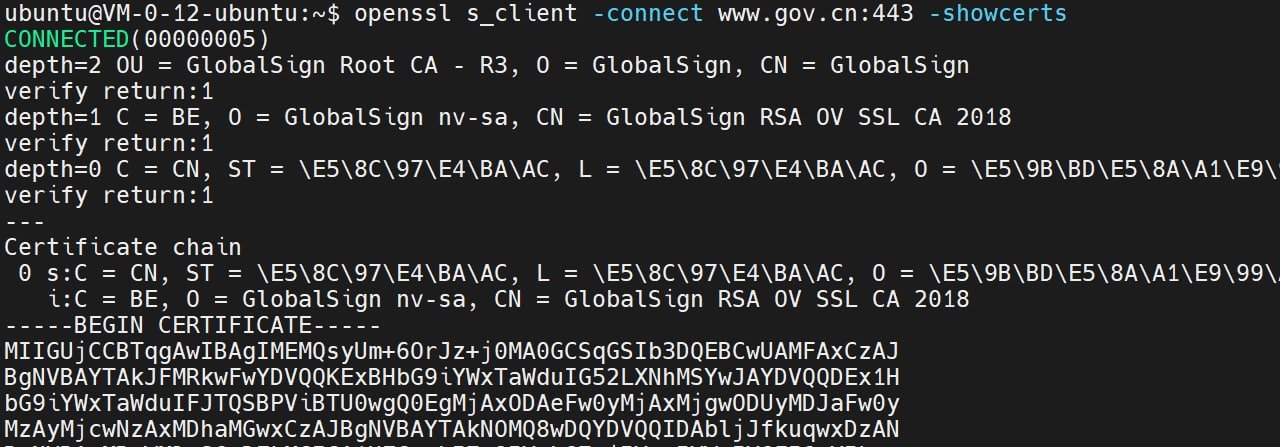 ubuntu@VM-0-12-ubuntu:~$ openssl s_client -connect www.gov.cn:443 -showcerts
CONNECTED(00000005)
depth=2 OU = GlobalSign Root CA - R3, O = GlobalSign, CN = GlobalSign
verify return:1
depth=1 C = BE, O = GlobalSign nv-sa, CN = GlobalSign RSA OV SSL CA 2018
verify return:1
depth=0 C = CN, ST = \E5\8C\97\E4\BA\AC, L = \E5\8C\97\E4\BA\AC, O = \E5\9B\BD\E5\8A\A1\E9\
verify return:1
---
Certificate chain
0 s:C = CN, ST = \E5\8C\97\E4\BA\AC, L = \E5\8C\97\E4\BA\AC, O = \E5\9B\BD\E5\8A\A1\E9\99\
i:C = BE, O = GlobalSign nv-sa, CN = GlobalSign RSA OV SSL CA 2018
-----BEGIN CERTIFICATE-----
MIIGUjCCBTqgAwIBAgIMEMQsyUm+6OrJz+j0MA0GCSqGSIb3DQEBCwUAMFAxCzAJ
BgNVBAYTAkJFMRkwFwYDVQQKExBHbG9iYWxTaWduIG52LXNhMSYwJAYDVQQDEx1H
bG9iYWxTaWduIFJTQSBPViBTU0wgQ0EgMjAxODAeFw0yMjAxMjgwODUyMDJaFw0y
MzAyMjcwNzAxMDhaMGwxCzAJBgNVBAYTAkNOMQ8wDQYDVQQIDAbljJfkuqwxDzAN